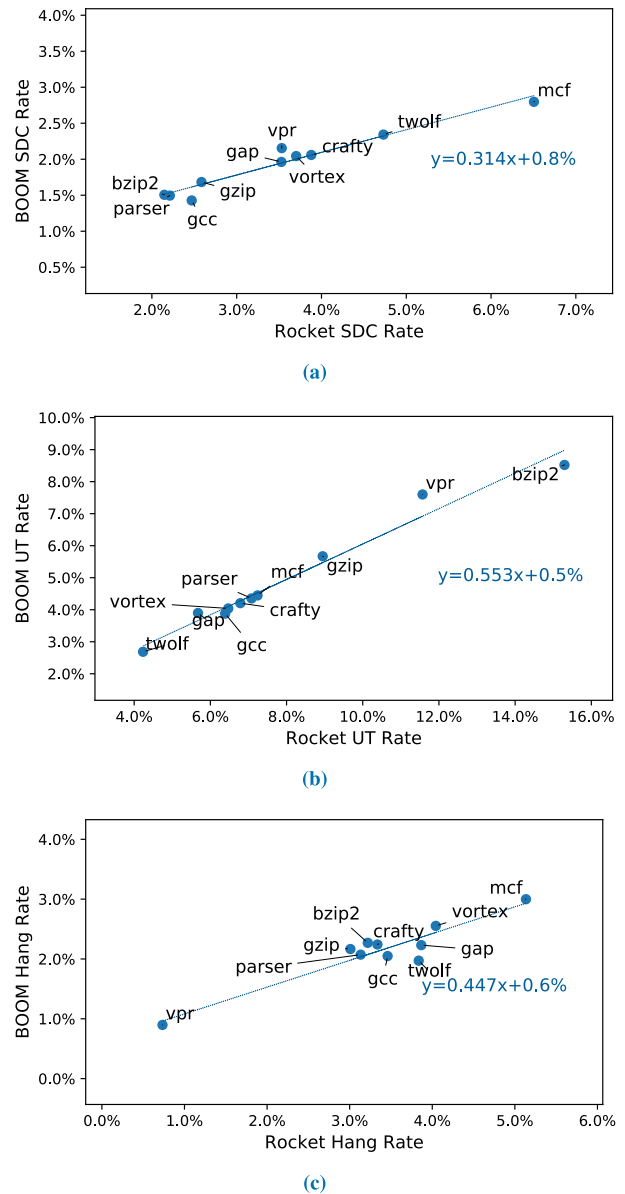 4.0%
3.5%
3.0%
2.5%
2.0%
1.5%
1.0%
0.5%
BOOM SDC Rate
mcf
twolf
vpr
crafty
gap
vortex
y=0.314x+0.8%
bzip2
gzip
parser
gcc
2.0% 3.0% 4.0% 5.0% 6.0% 7.0%
Rocket SDC Rate
(a)
10.0%
9.0%
8.0%
7.0%
6.0%
5.0%
4.0%
3.0%
2.0%
BOOM UT Rate
vpr
bzip2
gzip
parser
mcf
y=0.553x+0.5%
vortex
crafty
gap
gcc
twolf
4.0% 6.0% 8.0% 10.0% 12.0% 14.0% 16.0%
Rocket UT Rate
(b)
4.0%
3.0%
2.0%
1.0%
0.0%
BOOM Hang Rate
mcf
bzip2
crafty
vortex
gzip
gap
parser
gcc
twolf
y=0.447x+0.6%
vpr
0.0% 1.0% 2.0% 3.0% 4.0% 5.0% 6.0%
Rocket Hang Rate
(c)